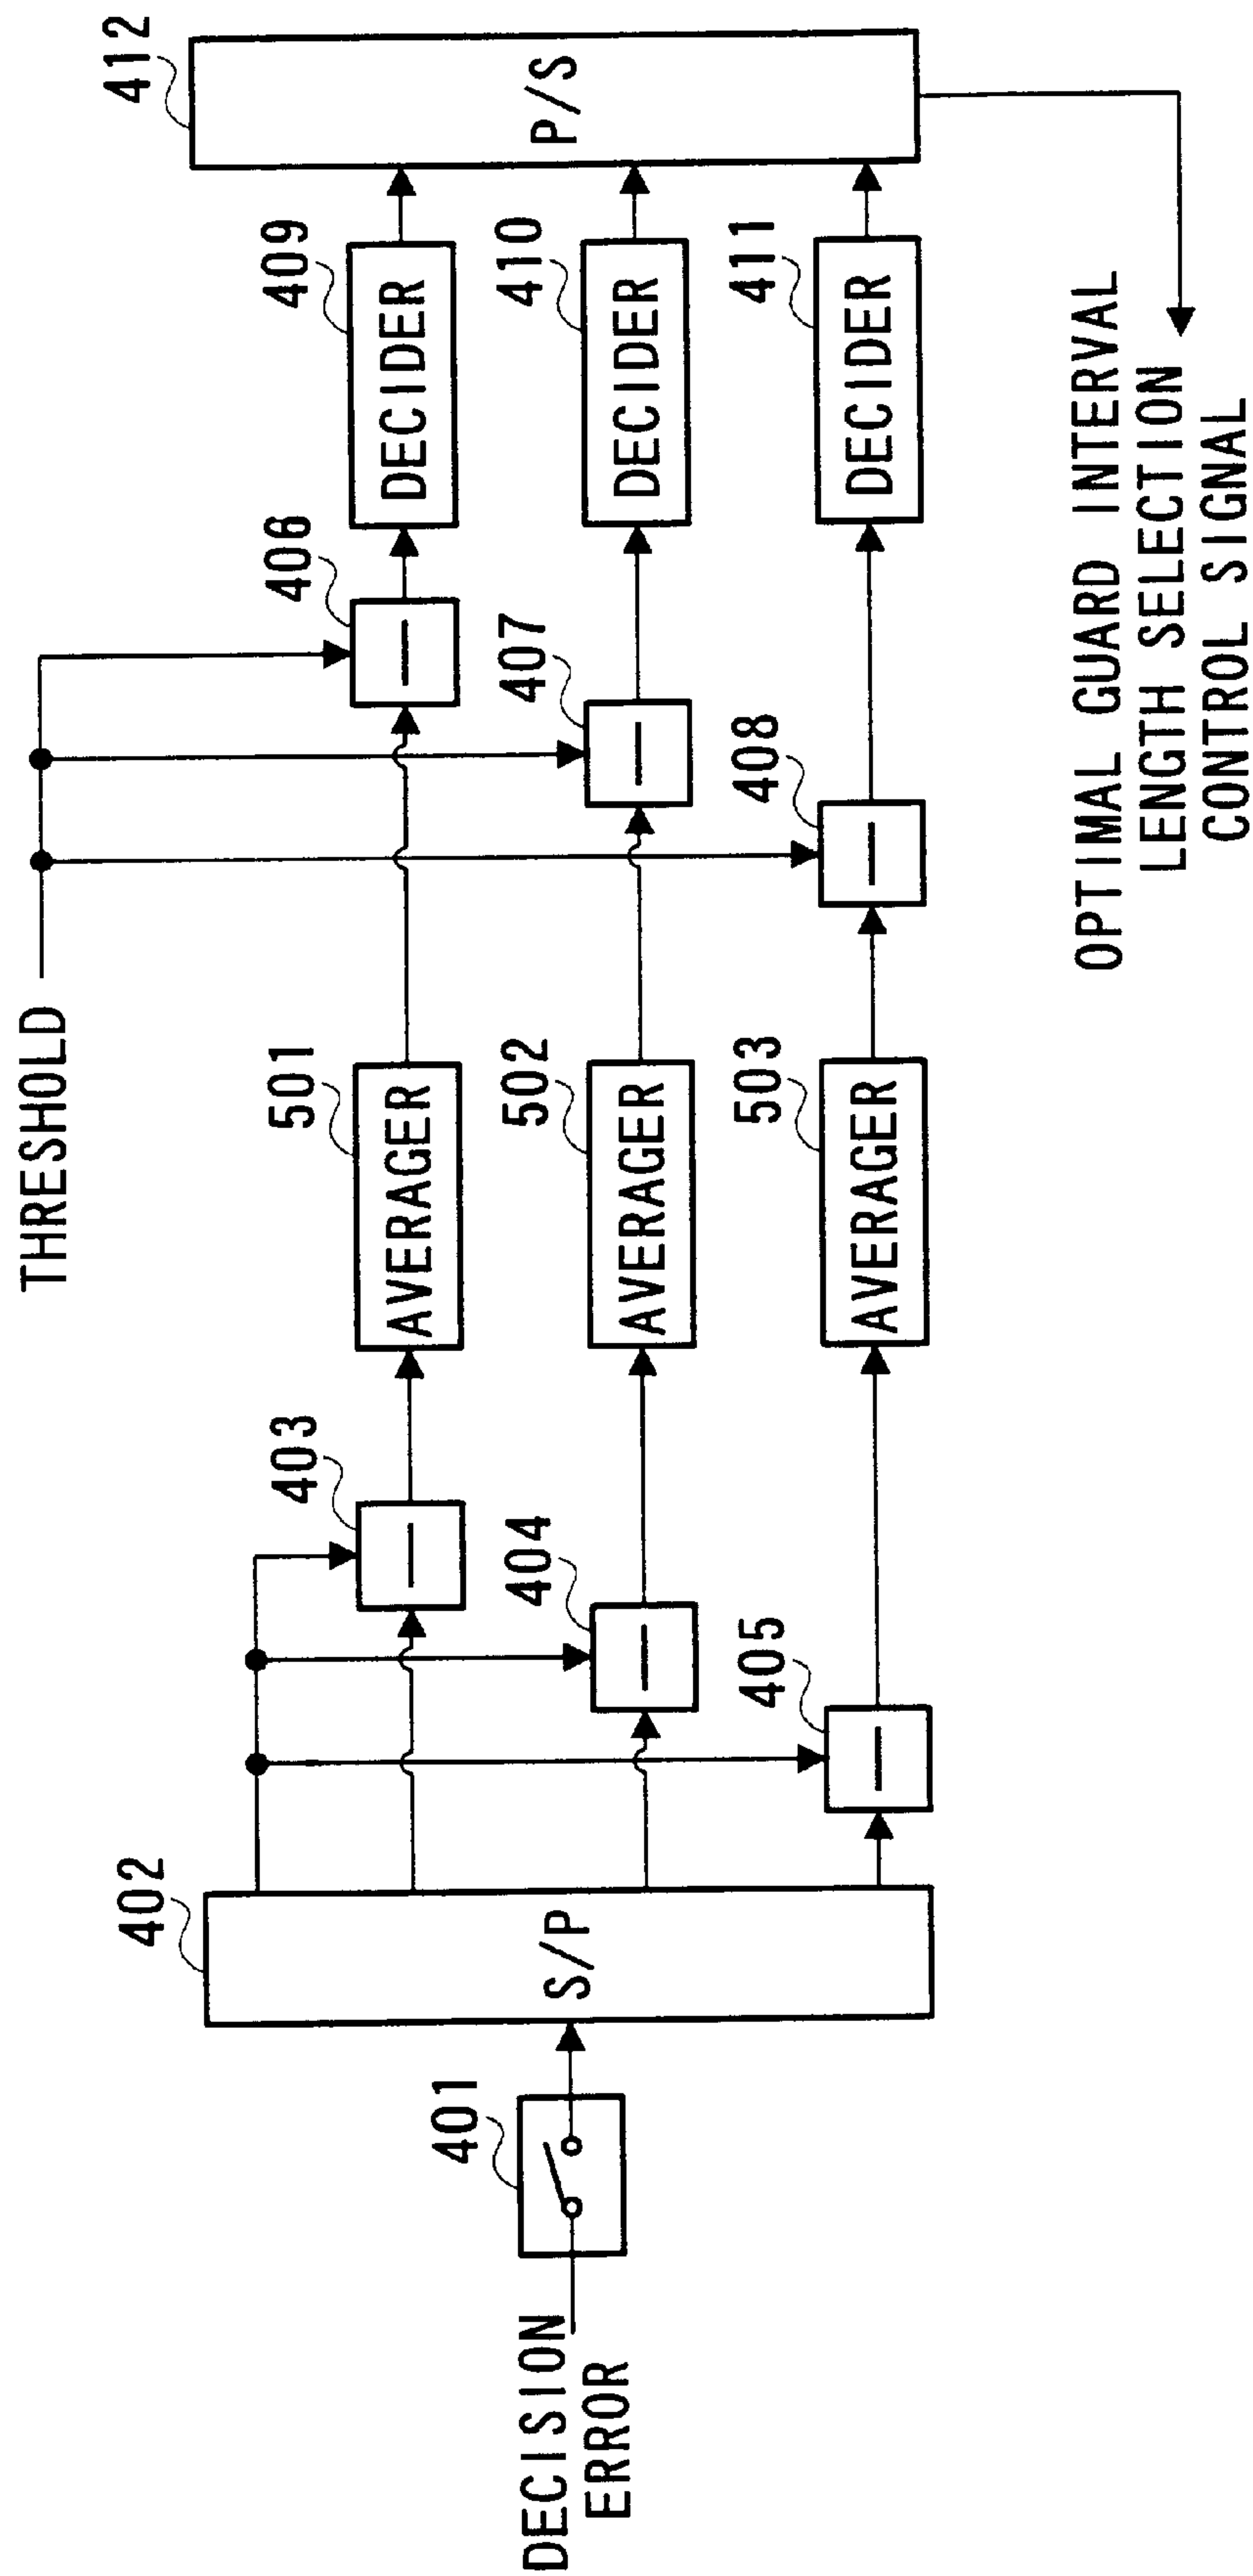 DECISION
ERROR
401
402
S/P
403
404
405
THRESHOLD
501
AVERAGER
502
AVERAGER
503
AVERAGER
406
407
408
409
DECIDER
410
DECIDER
411
DECIDER
412
P/S
OPTIMAL GUARD INTERVAL
LENGTH SELECTION
CONTROL SIGNAL